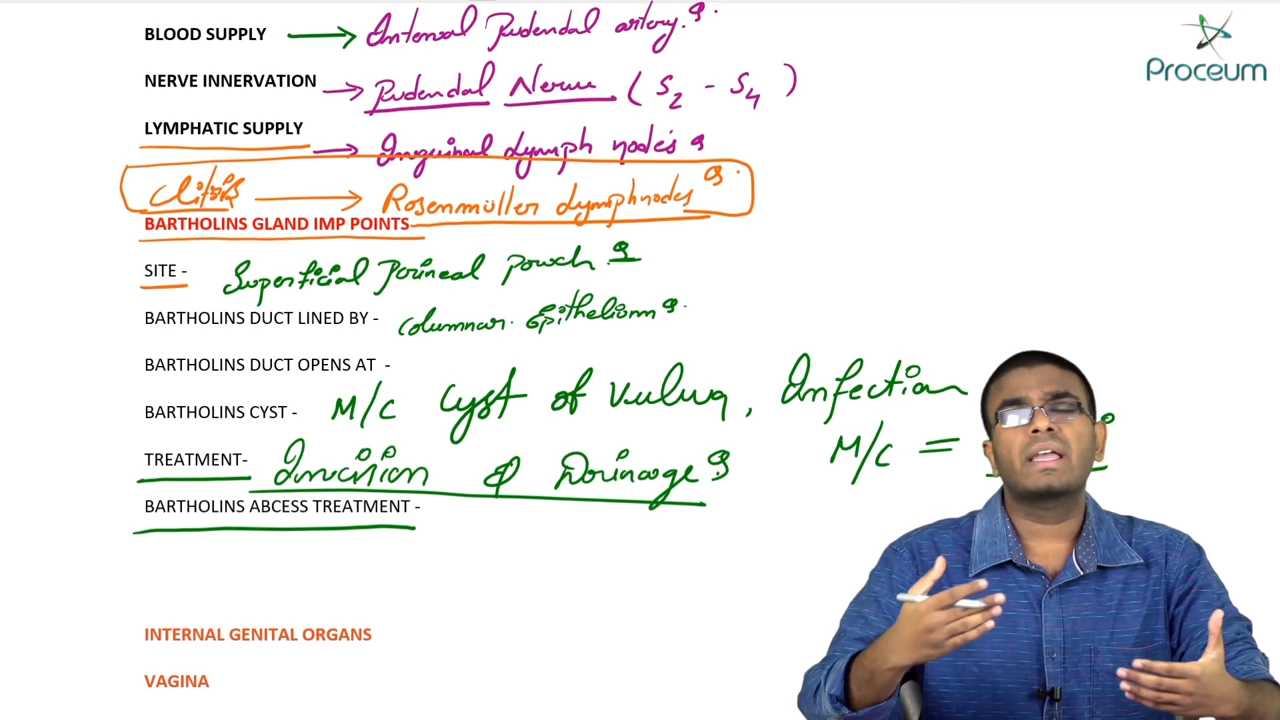 BLOOD SUPPLY → Internal Pudendal artery.
Proceum
NERVE INNERVATION → Pudendal Nerve ( S2 - S4 )
LYMPHATIC SUPPLY → Inguinal Lymph nodes
Clitoris → Rosenmüller Lymphnodes
BARTHOLINS GLAND IMP POINTS
SITE - Superficial Perineal Pouch.
BARTHOLINS DUCT LINED BY - Columnar. Epithelium.
BARTHOLINS DUCT OPENS AT -
BARTHOLINS CYST - M/C Cyst of Vulva, Infection
M/C =
TREATMENT- Incision & Drainage
BARTHOLINS ABCESS TREATMENT -
INTERNAL GENITAL ORGANS
VAGINA